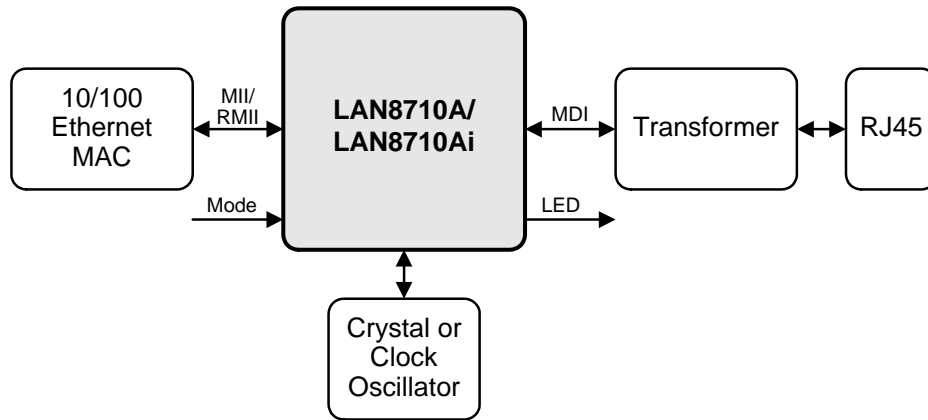 10/100
Ethernet
MAC
MII/
RMII
Mode
LAN8710A/
LAN8710Ai
MDI
LED
Transformer
RJ45
Crystal or
Clock
Oscillator